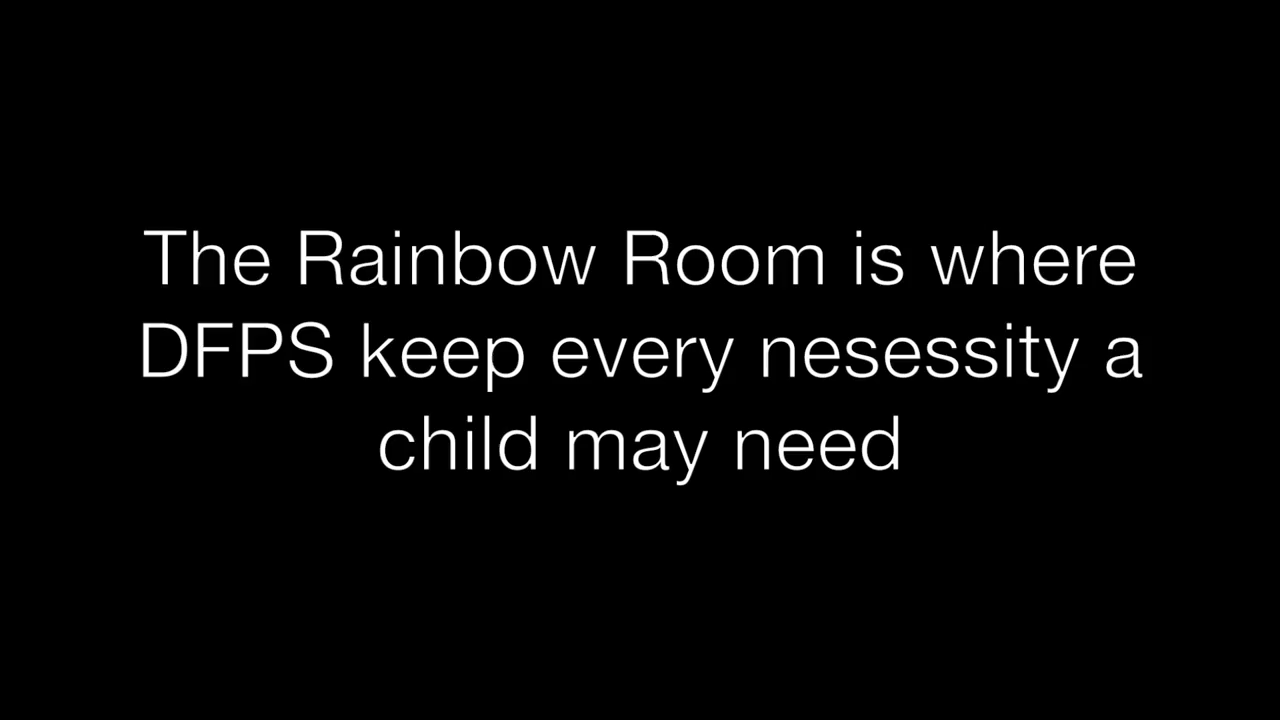 The Rainbow Room is where
DFPS keep every nesessity a
child may need